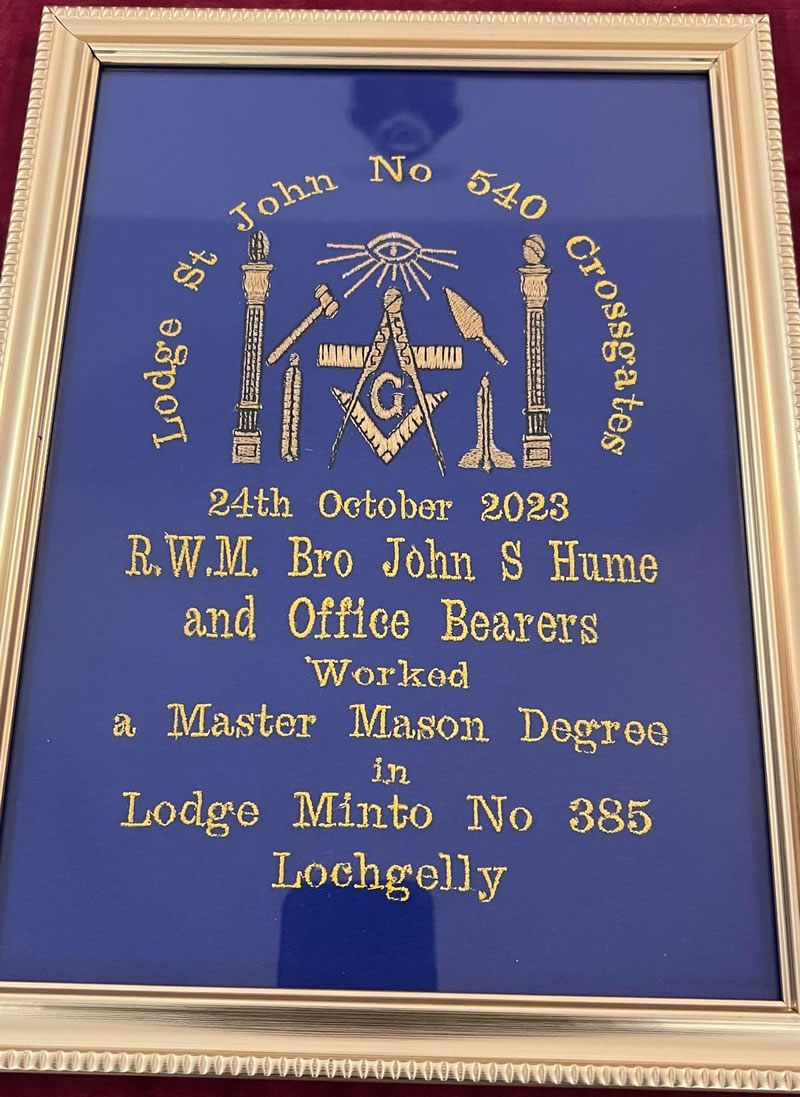 Lodge St John No 540 Crossgates
G
24th October 2023
R.W.M. Bro John S Hume
and Office Bearers
Worked
a Master Mason Degree
in
Lodge Minto No 385
Lochgelly